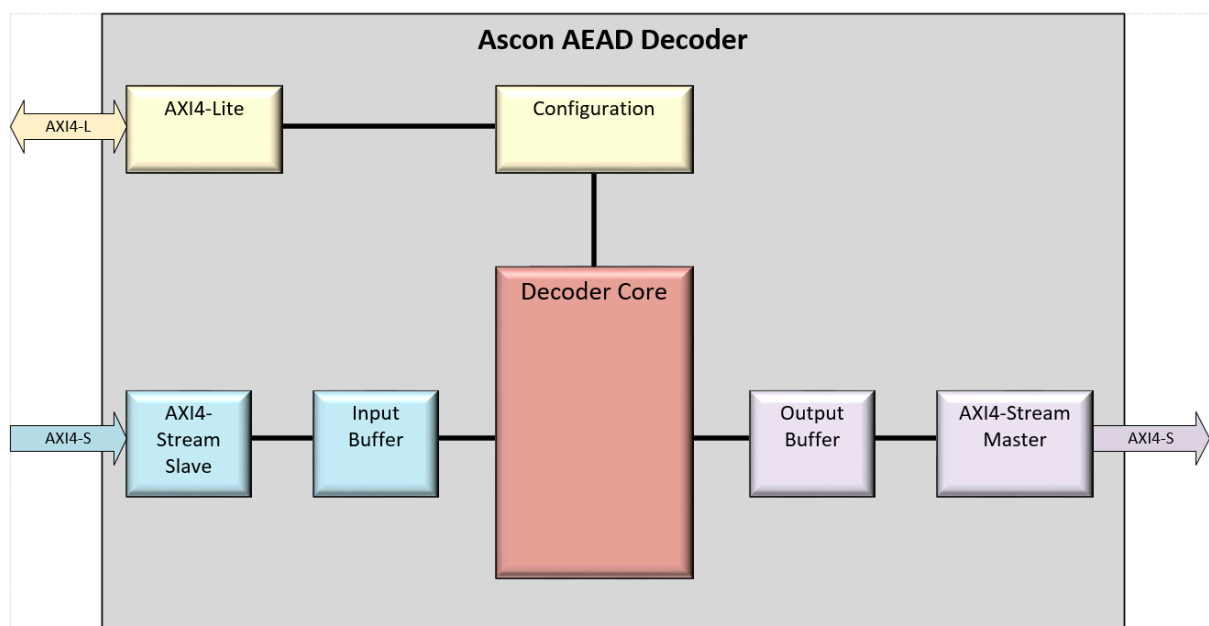 Ascon AEAD Decoder
AXI4-L
AXI4-Lite
Configuration
Decoder Core
AXI4-S
AXI4-
Stream
Slave
Input
Buffer
Output
Buffer
AXI4-Stream
Master
AXI4-S